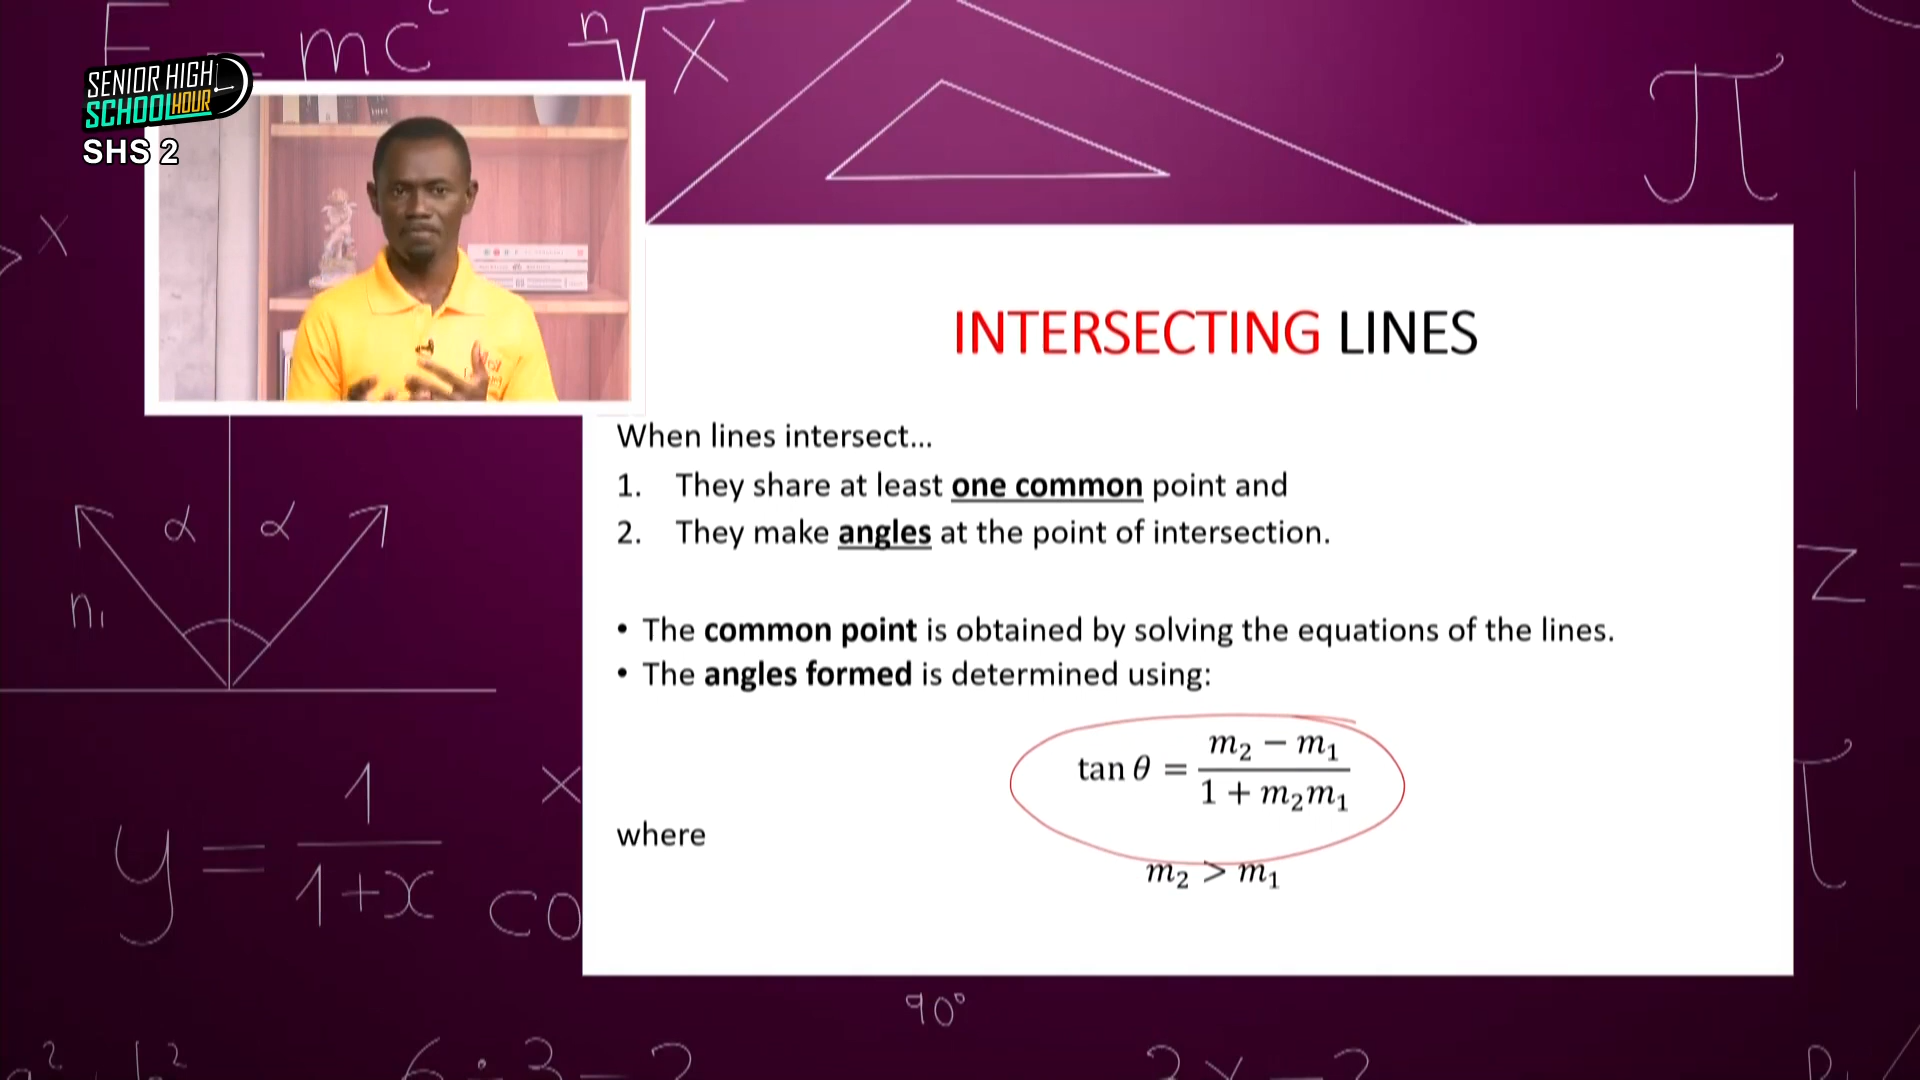 E = mc²
ⁿ√x
π
SENIOR HIGH
SCHOOL HOUR
SHS 2
x
INTERSECTING LINES
When lines intersect...
1. They share at least one common point and
2. They make angles at the point of intersection.
α α
n₁
z =
• The common point is obtained by solving the equations of the lines.
• The angles formed is determined using:
tan θ = (m₂ − m₁) / (1 + m₂m₁)
where
m₂ > m₁
y = 1/(1+x)
x
co
90°